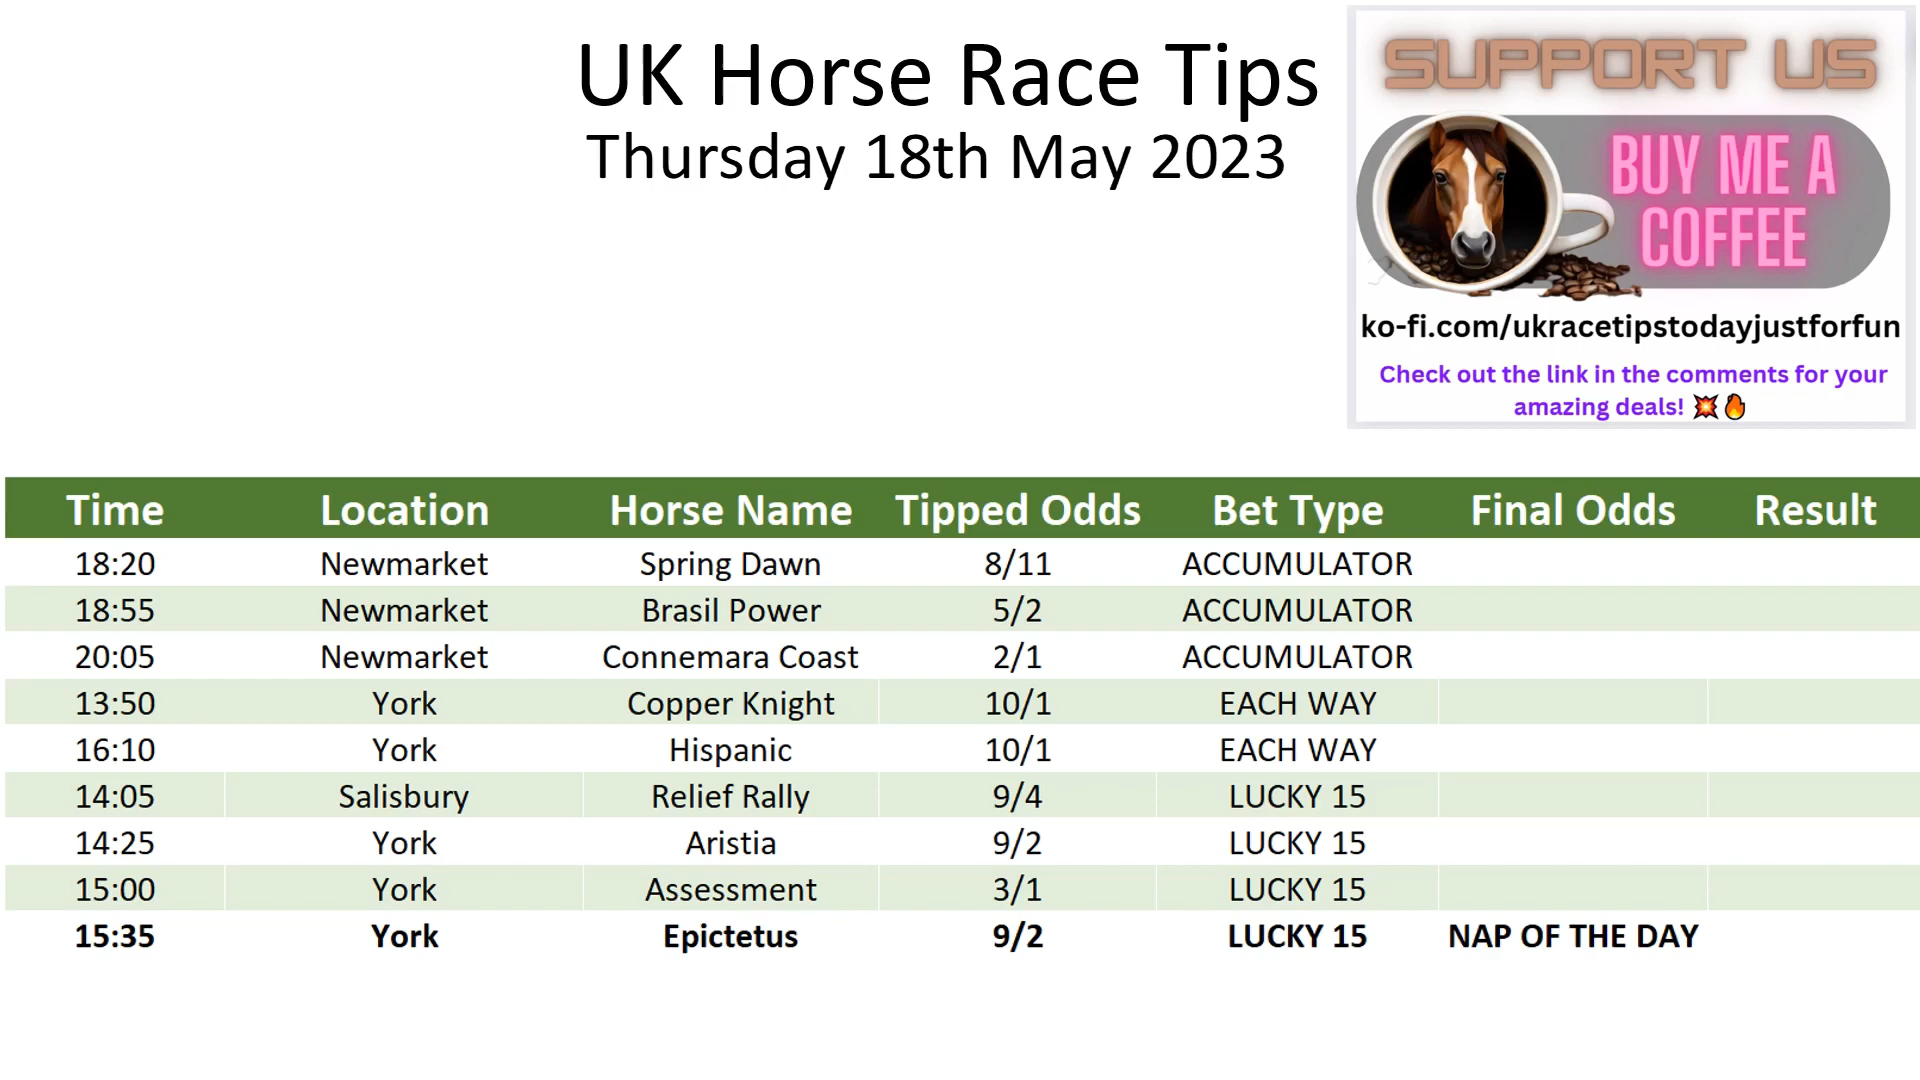 UK Horse Race Tips
Thursday 18th May 2023
SUPPORT US
BUY ME A
COFFEE
ko-fi.com/ukracetipstodayjustforfun
Check out the link in the comments for your
amazing deals! 💥🔥
Time Location Horse Name Tipped Odds Bet Type Final Odds Result
18:20 Newmarket Spring Dawn 8/11 ACCUMULATOR
18:55 Newmarket Brasil Power 5/2 ACCUMULATOR
20:05 Newmarket Connemara Coast 2/1 ACCUMULATOR
13:50 York Copper Knight 10/1 EACH WAY
16:10 York Hispanic 10/1 EACH WAY
14:05 Salisbury Relief Rally 9/4 LUCKY 15
14:25 York Aristia 9/2 LUCKY 15
15:00 York Assessment 3/1 LUCKY 15
15:35 York Epictetus 9/2 LUCKY 15 NAP OF THE DAY